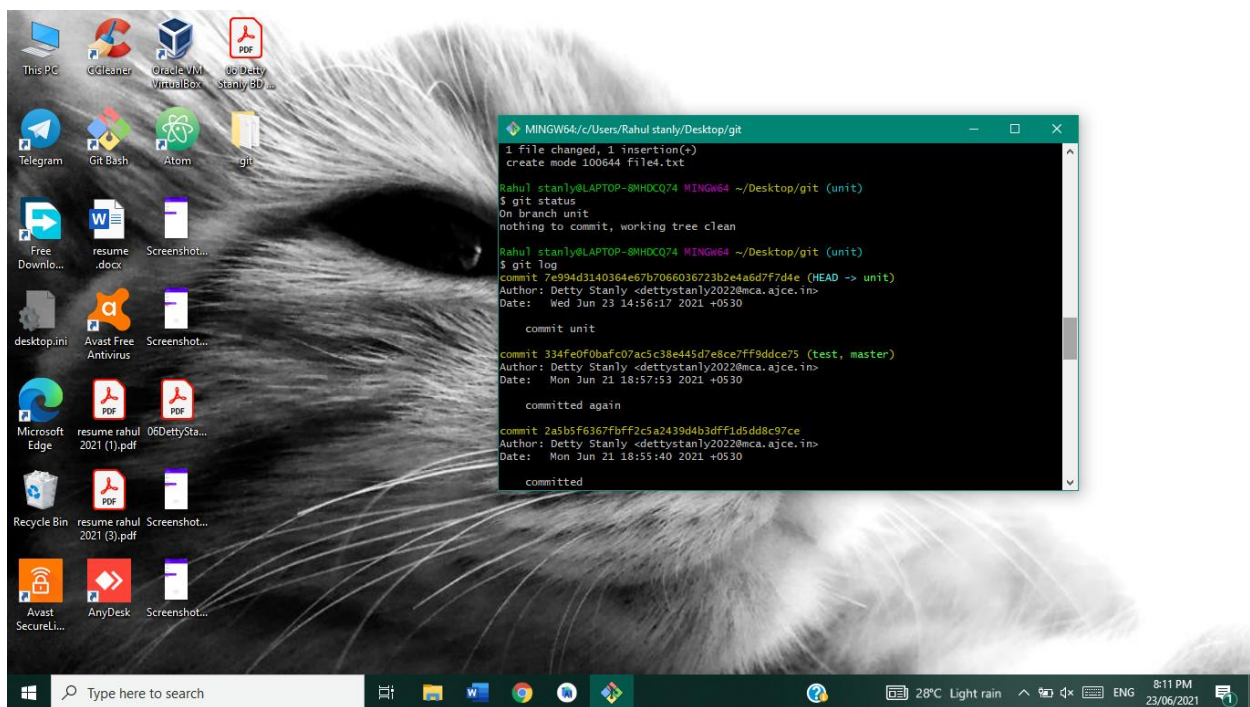 This PC
CCleaner
Oracle VM
VirtualBox
06 Detty
Stanly BD ...
Telegram
Git Bash
Atom
git
Free
Downlo...
resume
.docx
Screenshot...
desktop.ini
Avast Free
Antivirus
Screenshot...
Microsoft
Edge
resume rahul
2021 (1).pdf
06DettySta...
Recycle Bin
resume rahul
2021 (3).pdf
Screenshot...
Avast
SecureLi...
AnyDesk
Screenshot...
MINGW64:/c/Users/Rahul stanly/Desktop/git
1 file changed, 1 insertion(+)
create mode 100644 file4.txt
Rahul stanly@LAPTOP-8MHDCQ74 MINGW64 ~/Desktop/git (unit)
$ git status
On branch unit
nothing to commit, working tree clean
Rahul stanly@LAPTOP-8MHDCQ74 MINGW64 ~/Desktop/git (unit)
$ git log
commit 7e994d3140364e67b7066036723b2e4a6d7f7d4e (HEAD -> unit)
Author: Detty Stanly <dettystanly2022@mca.ajce.in>
Date:   Wed Jun 23 14:56:17 2021 +0530
commit unit
commit 334fe0f0bafc07ac5c38e445d7e8ce7ff9ddce75 (test, master)
Author: Detty Stanly <dettystanly2022@mca.ajce.in>
Date:   Mon Jun 21 18:57:53 2021 +0530
committed again
commit 2a5b5f6367fbff2c5a2439d4b3dff1d5dd8c97ce
Author: Detty Stanly <dettystanly2022@mca.ajce.in>
Date:   Mon Jun 21 18:55:40 2021 +0530
committed
Type here to search
28°C Light rain
ENG
8:11 PM
23/06/2021